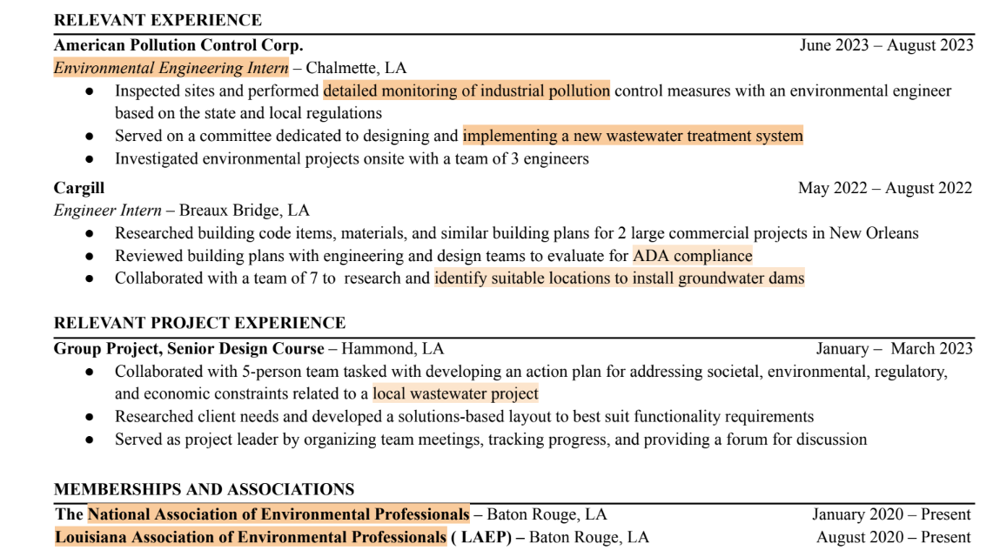 RELEVANT EXPERIENCE
American Pollution Control Corp. June 2023 – August 2023
Environmental Engineering Intern – Chalmette, LA
● Inspected sites and performed detailed monitoring of industrial pollution control measures with an environmental engineer
based on the state and local regulations
● Served on a committee dedicated to designing and implementing a new wastewater treatment system
● Investigated environmental projects onsite with a team of 3 engineers
Cargill May 2022 – August 2022
Engineer Intern – Breaux Bridge, LA
● Researched building code items, materials, and similar building plans for 2 large commercial projects in New Orleans
● Reviewed building plans with engineering and design teams to evaluate for ADA compliance
● Collaborated with a team of 7 to  research and identify suitable locations to install groundwater dams
RELEVANT PROJECT EXPERIENCE
Group Project, Senior Design Course – Hammond, LA January –  March 2023
● Collaborated with 5-person team tasked with developing an action plan for addressing societal, environmental, regulatory,
and economic constraints related to a local wastewater project
● Researched client needs and developed a solutions-based layout to best suit functionality requirements
● Served as project leader by organizing team meetings, tracking progress, and providing a forum for discussion
MEMBERSHIPS AND ASSOCIATIONS
The National Association of Environmental Professionals – Baton Rouge, LA January 2020 – Present
Louisiana Association of Environmental Professionals ( LAEP) – Baton Rouge, LA August 2020 – Present